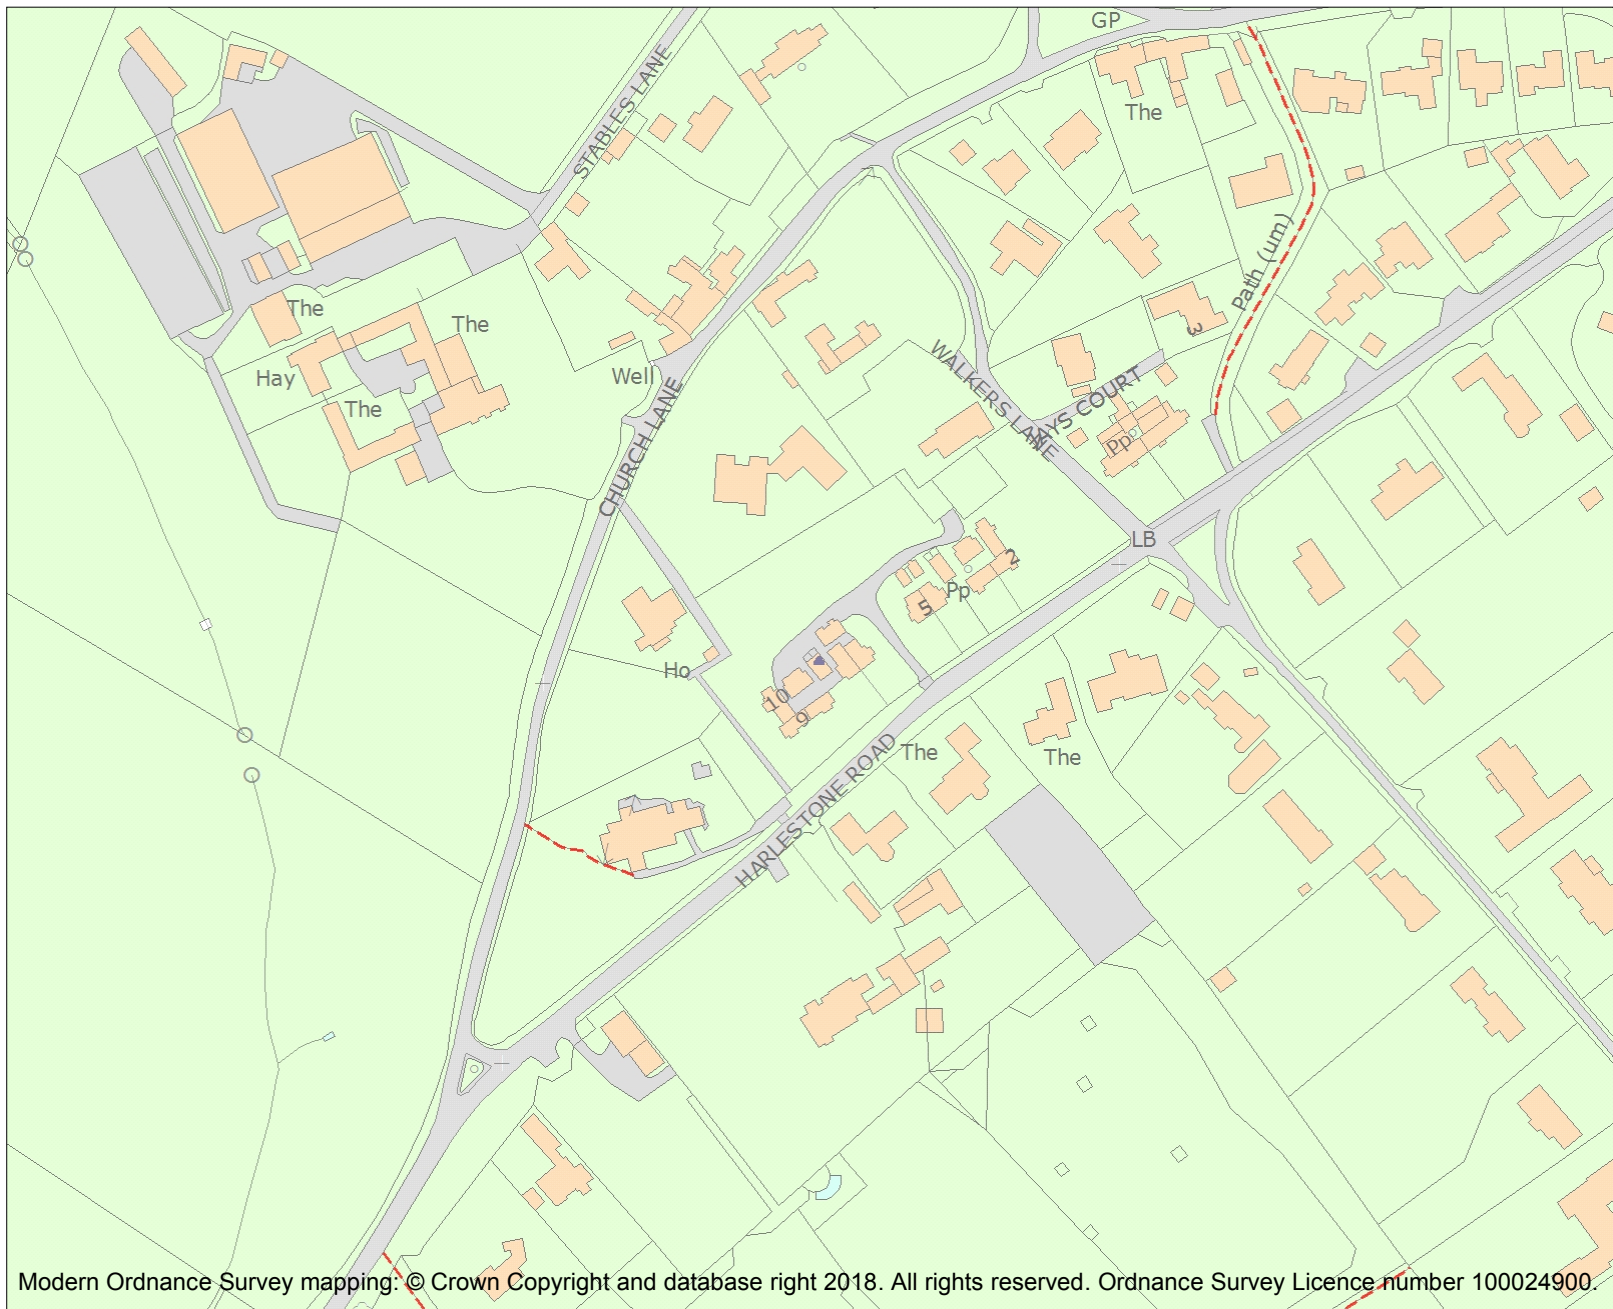 GP
STABLES LANE
The
Path (um)
The
The
3
WALKERS LANE
Hay
Well
AYS COURT
The
CHURCH LANE
Pp
LB
2
Pp
5
Ho
10
9
HARLESTONE ROAD
The
The
Modern Ordnance Survey mapping: © Crown Copyright and database right 2018. All rights reserved. Ordnance Survey Licence number 100024900.